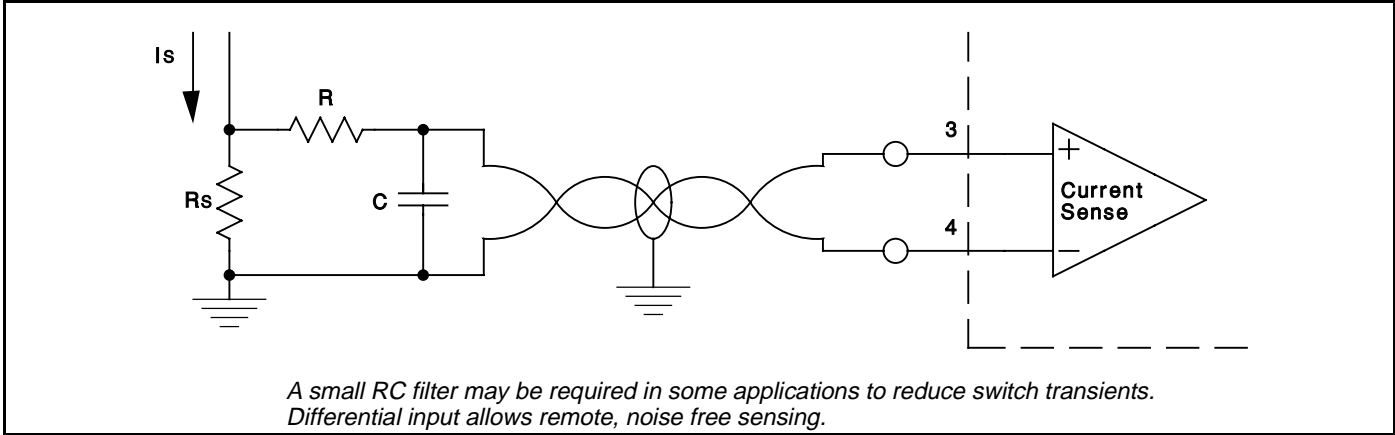 Is
R
3
+
Rs
C
Current
Sense
4
−
A small RC filter may be required in some applications to reduce switch transients.
Differential input allows remote, noise free sensing.